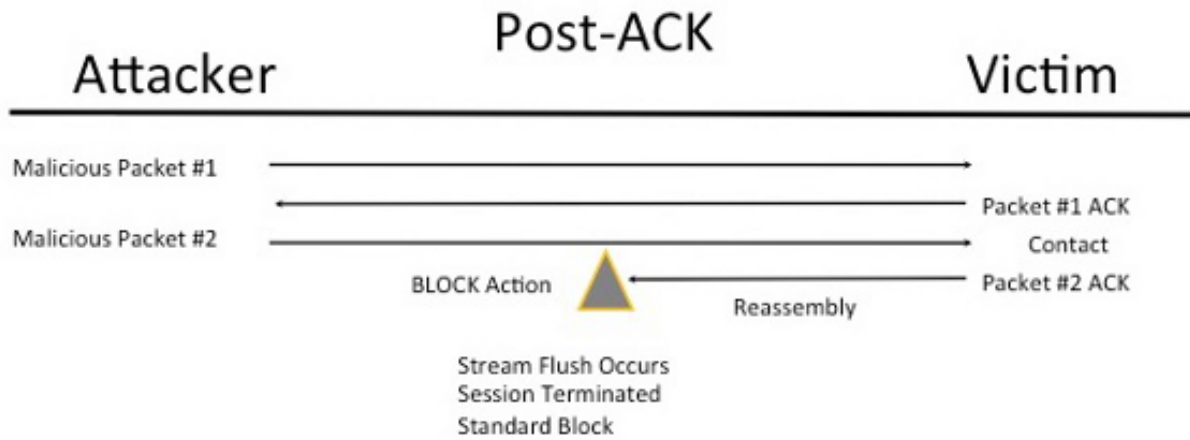 Post-ACK
Attacker
Victim
Malicious Packet #1
Packet #1 ACK
Malicious Packet #2
Contact
BLOCK Action
Packet #2 ACK
Reassembly
Stream Flush Occurs
Session Terminated
Standard Block